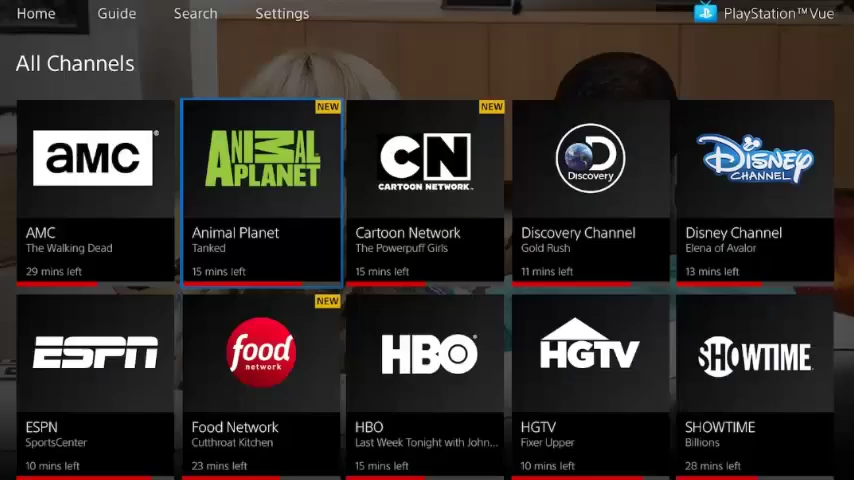 Home Guide Search Settings PlayStation™Vue
All Channels
NEW NEW
aMC® ANIMAL PLANET CN CARTOON NETWORK™ Discovery Disney CHANNEL
AMC Animal Planet Cartoon Network Discovery Channel Disney Channel
The Walking Dead Tanked The Powerpuff Girls Gold Rush Elena of Avalor
29 mins left 15 mins left 15 mins left 11 mins left 13 mins left
NEW
ESPN food network HBO® HGTV SHOWTIME
ESPN Food Network HBO HGTV SHOWTIME
SportsCenter Cutthroat Kitchen Last Week Tonight with John... Fixer Upper Billions
10 mins left 23 mins left 15 mins left 10 mins left 28 mins left